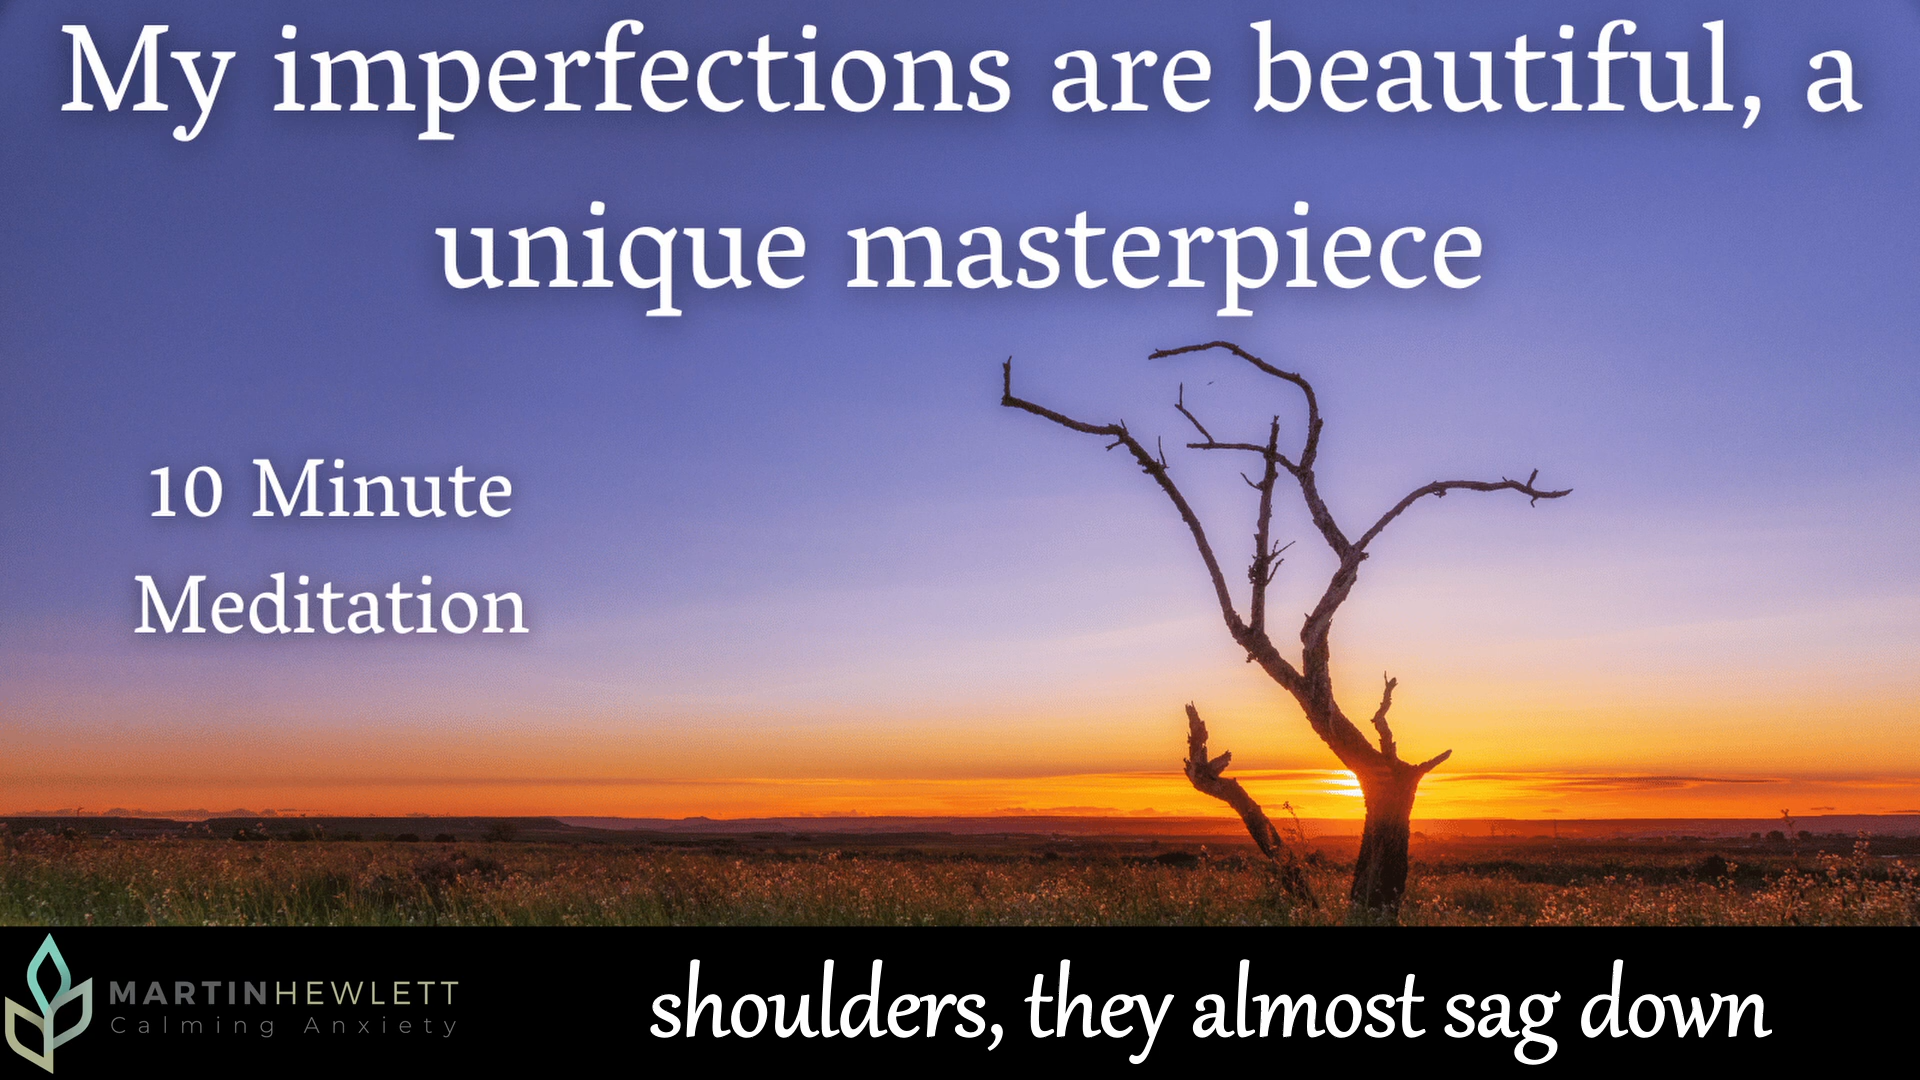 My imperfections are beautiful, a
unique masterpiece
10 Minute
Meditation
MARTINHEWLETT
Calming Anxiety
shoulders, they almost sag down